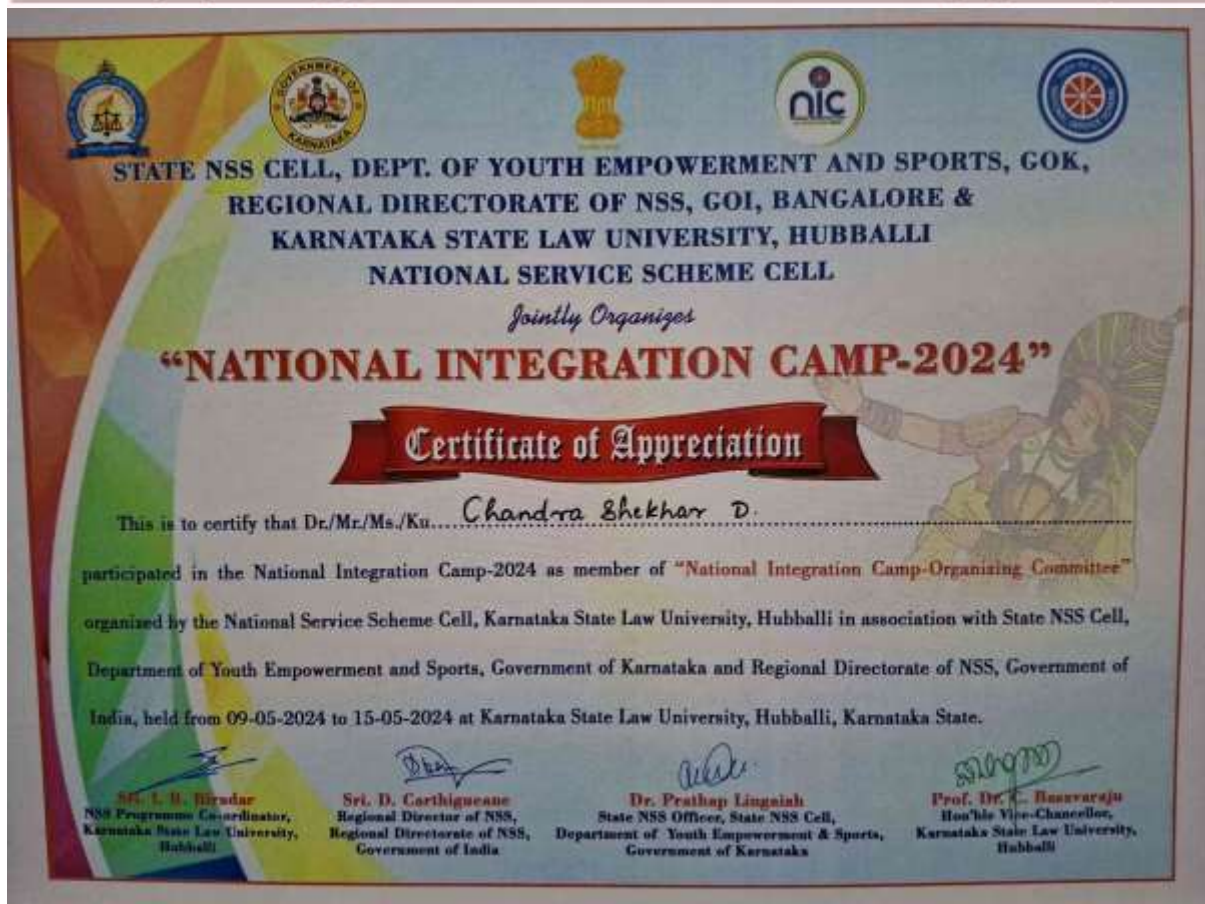 GOVERNMENT OF KARNATAKA
nic
STATE NSS CELL, DEPT. OF YOUTH EMPOWERMENT AND SPORTS, GOK,
REGIONAL DIRECTORATE OF NSS, GOI, BANGALORE &
KARNATAKA STATE LAW UNIVERSITY, HUBBALLI
NATIONAL SERVICE SCHEME CELL
Jointly Organizes
“NATIONAL INTEGRATION CAMP-2024”
Certificate of Appreciation
This is to certify that Dr./Mr./Ms./Ku.... Chandra Shekhar D.
participated in the National Integration Camp-2024 as member of “National Integration Camp-Organizing Committee”
organized by the National Service Scheme Cell, Karnataka State Law University, Hubballi in association with State NSS Cell,
Department of Youth Empowerment and Sports, Government of Karnataka and Regional Directorate of NSS, Government of
India, held from 09-05-2024 to 15-05-2024 at Karnataka State Law University, Hubballi, Karnataka State.
Biradar
NSS Programme Co-ordinator,
Karnataka State Law University,
Hubballi
Sri. D. Carthigueane
Regional Director of NSS,
Regional Directorate of NSS,
Government of India
Dr. Prathap Lingaiah
State NSS Officer, State NSS Cell,
Department of Youth Empowerment & Sports,
Government of Karnataka
Prof. Dr. C. Basavaraju
Hon'ble Vice-Chancellor,
Karnataka State Law University,
Hubballi